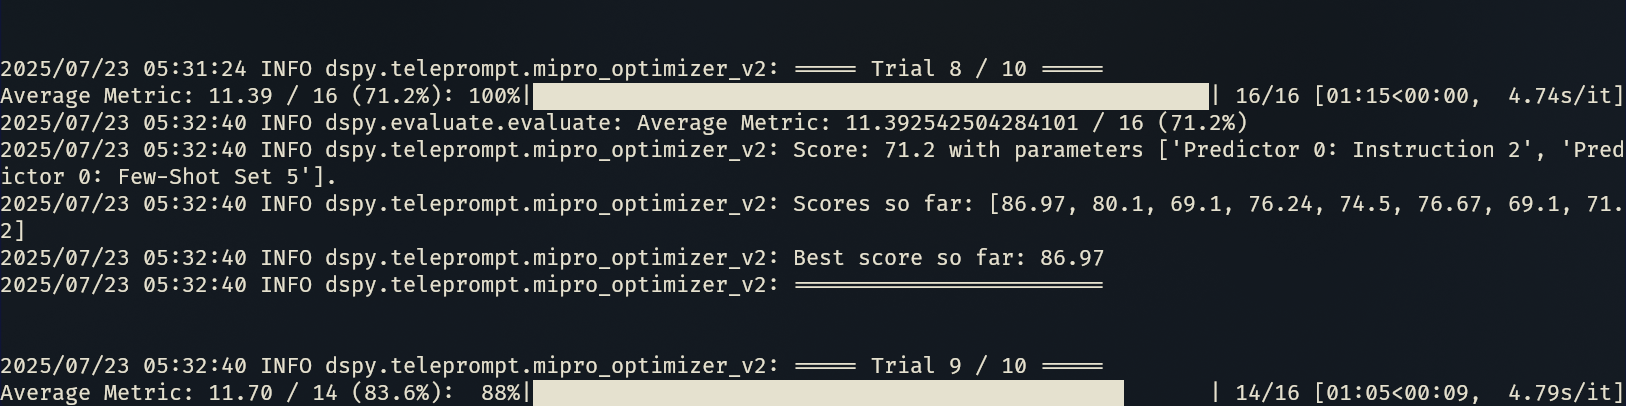 2025/07/23 05:31:24 INFO dspy.teleprompt.mipro_optimizer_v2: ===== Trial 8 / 10 =====
Average Metric: 11.39 / 16 (71.2%): 100%|██████████████████████████████████████████████████| 16/16 [01:15<00:00,  4.74s/it]
2025/07/23 05:32:40 INFO dspy.evaluate.evaluate: Average Metric: 11.392542504284101 / 16 (71.2%)
2025/07/23 05:32:40 INFO dspy.teleprompt.mipro_optimizer_v2: Score: 71.2 with parameters ['Predictor 0: Instruction 2', 'Pred
ictor 0: Few-Shot Set 5'].
2025/07/23 05:32:40 INFO dspy.teleprompt.mipro_optimizer_v2: Scores so far: [86.97, 80.1, 69.1, 76.24, 74.5, 76.67, 69.1, 71.
2]
2025/07/23 05:32:40 INFO dspy.teleprompt.mipro_optimizer_v2: Best score so far: 86.97
2025/07/23 05:32:40 INFO dspy.teleprompt.mipro_optimizer_v2: ========================
2025/07/23 05:32:40 INFO dspy.teleprompt.mipro_optimizer_v2: ===== Trial 9 / 10 =====
Average Metric: 11.70 / 14 (83.6%):  88%|████████████████████████████████████████████      | 14/16 [01:05<00:09,  4.79s/it]